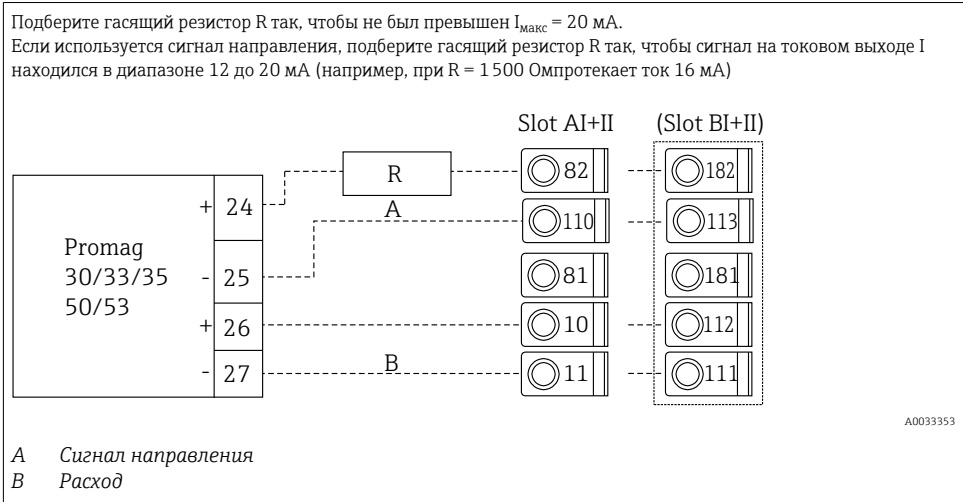 Подберите гасящий резистор R так, чтобы не был превышен Iмакс = 20 мА.
Если используется сигнал направления, подберите гасящий резистор R так, чтобы сигнал на токовом выходе I
находился в диапазоне 12 до 20 мА (например, при R = 1500 Омпротекает ток 16 мА)
Slot AI+II (Slot BI+II)
R 82 182
+ 24
A
110 113
Promag
30/33/35
50/53
- 25 81 181
+ 26 10 112
B
- 27 11 111
A0033353
A Сигнал направления
B Расход